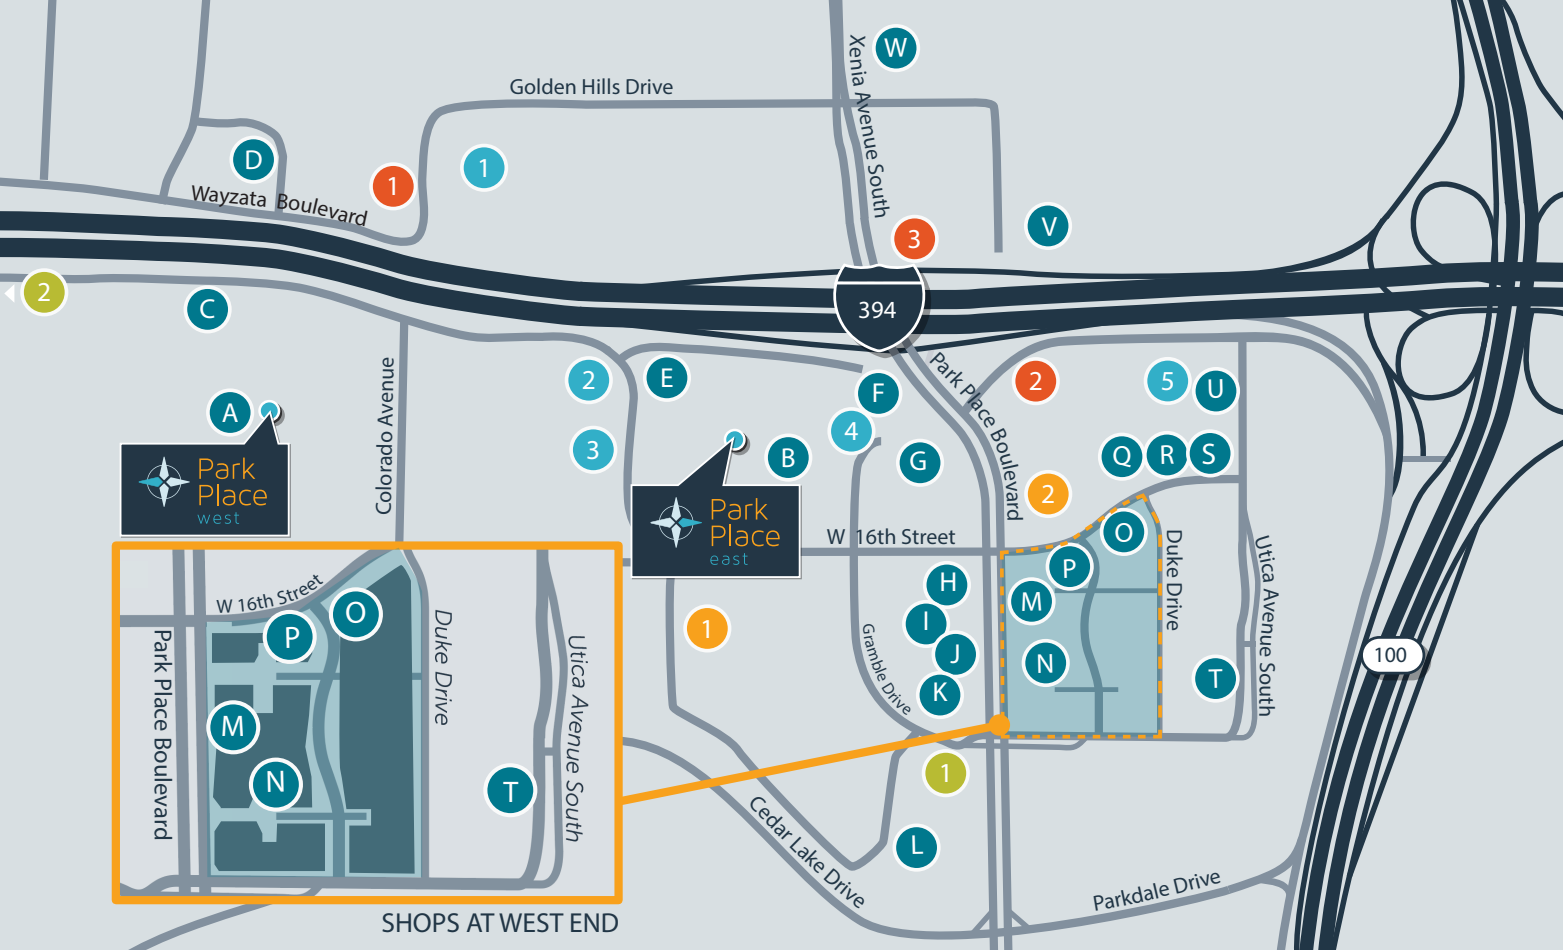 W
Xenia Avenue South
Golden Hills Drive
D
1
1
Wayzata Boulevard
3
V
2
C
394
2
E
F
2
5
U
Park Place Boulevard
A
Colorado Avenue
3
4
B
G
Q
R
S
Park
Place
west
Park
Place
east
2
W 16th Street
O
P
Duke Drive
Utica Avenue South
H
M
I
1
J
N
K
T
Gramble Drive
100
W 16th Street
O
P
Park Place Boulevard
Duke Drive
Utica Avenue South
M
N
T
1
L
Cedar Lake Drive
Parkdale Drive
SHOPS AT WEST END